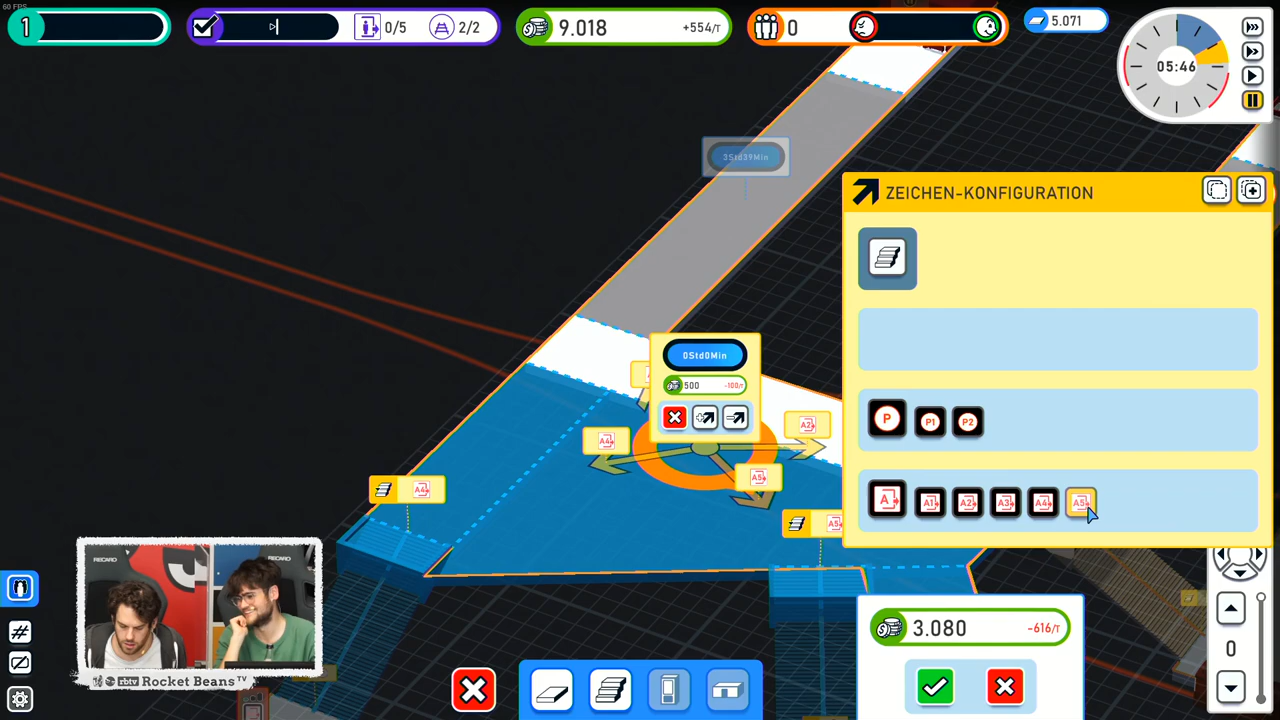 60 FPS
1
0/5
2/2
9.018
+554/T
0
5.071
05:46
3Std39Min
ZEICHEN-KONFIGURATION
0Std0Min
500
-100/T
A4
A2
A5
A4
A5
P
P1
P2
A
A1
A2
A3
A4
A5
0
RECARO
RECARO
rbtv Rocket Beans TV
3.080
-616/T